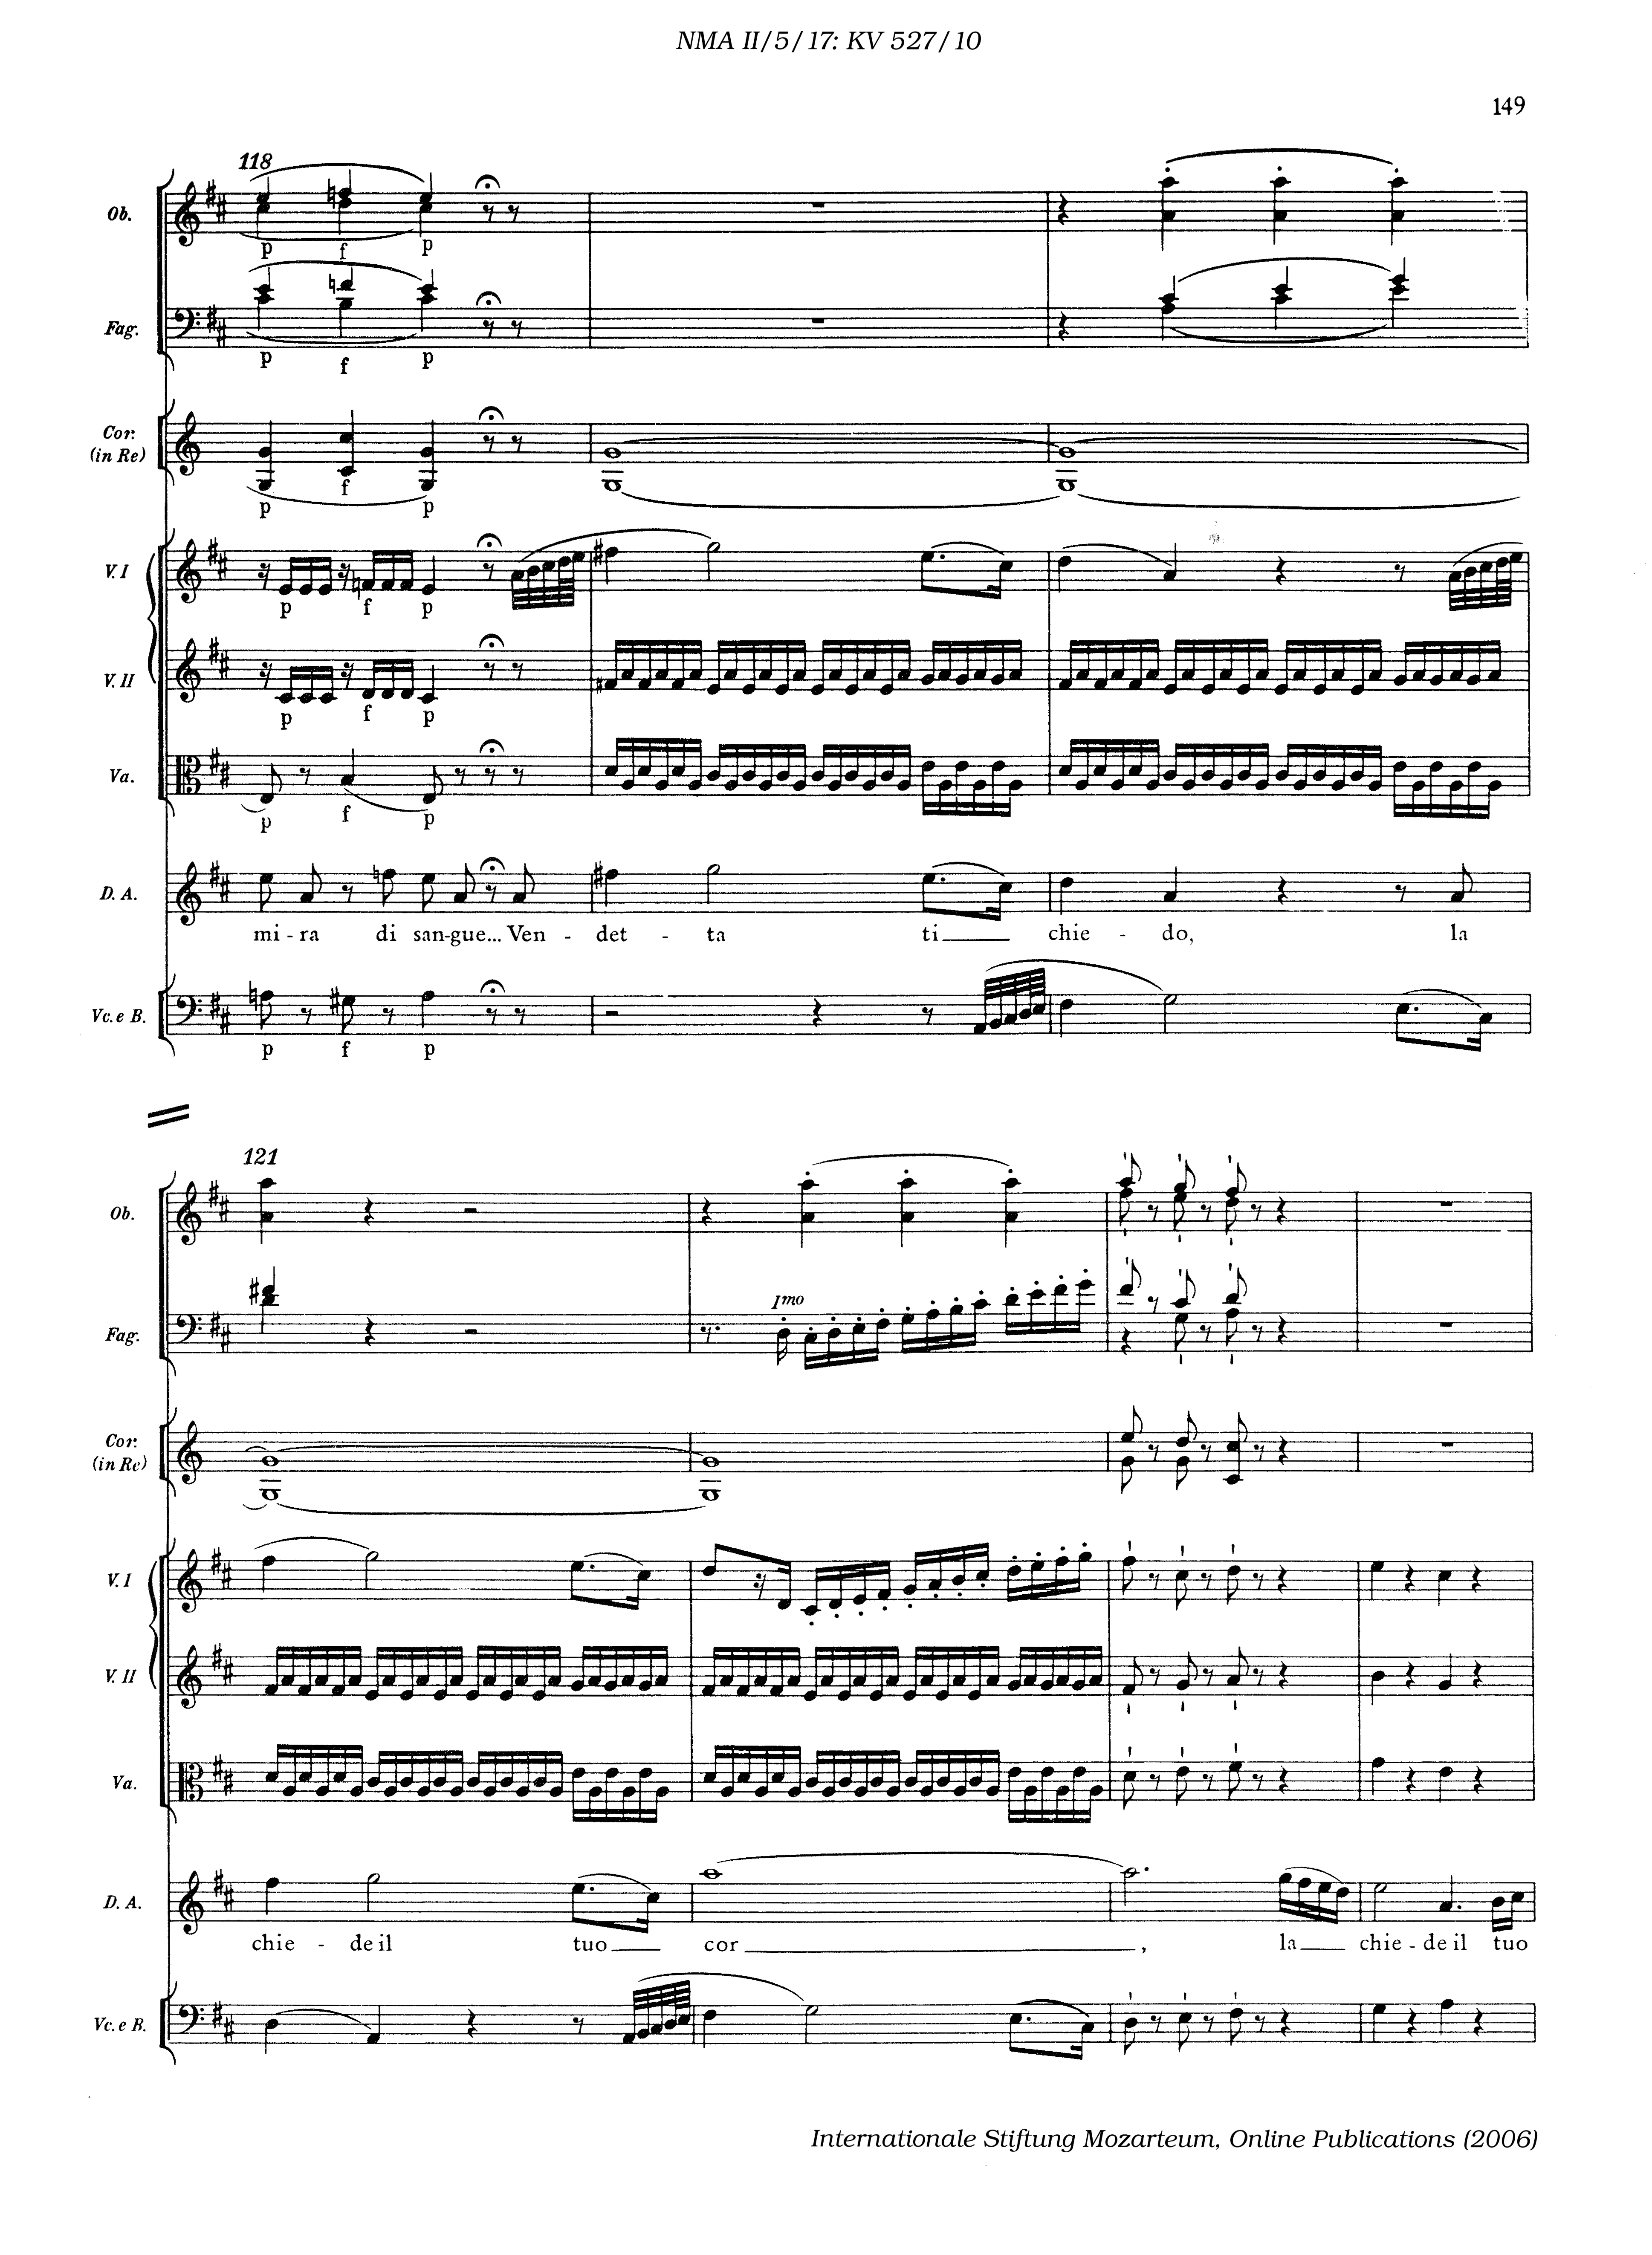 NMA II/5/17: KV 527/10
149
118
Ob.
p f p
Fag.
p f p
Cor. (in Re)
p f p
V. I
p f p
V. II
p f p
Va.
p f p
D. A.
mi - ra di san-gue... Ven - det - ta ti chie - do, la
Vc. e B.
p f p
121
Ob.
Fag.
1mo
Cor. (in Re)
V. I
V. II
Va.
D. A.
chie - de il tuo cor , la chie - de il tuo
Vc. e B.
Internationale Stiftung Mozarteum, Online Publications (2006)